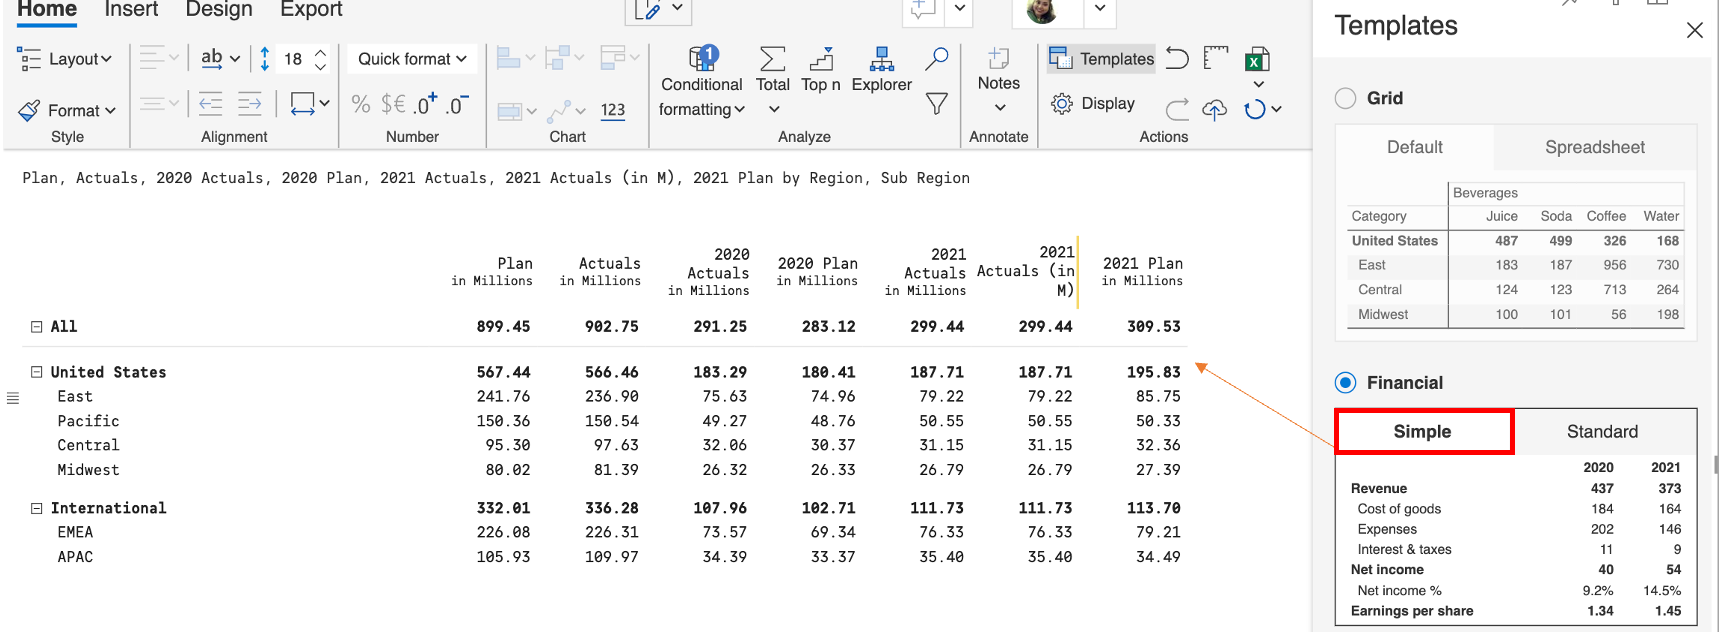 Home Insert Design Export
Layout ab 18 Quick format
Conditional formatting 1 Total Top n Explorer
Notes
Templates
Format % $€ .0+ .0- 123
Display
Style Alignment Number Chart Analyze Annotate Actions
Plan, Actuals, 2020 Actuals, 2020 Plan, 2021 Actuals, 2021 Actuals (in M), 2021 Plan by Region, Sub Region
Plan in Millions Actuals in Millions 2020 Actuals in Millions 2020 Plan in Millions 2021 Actuals in Millions 2021 Actuals (in M) 2021 Plan in Millions
All 899.45 902.75 291.25 283.12 299.44 299.44 309.53
United States 567.44 566.46 183.29 180.41 187.71 187.71 195.83
East 241.76 236.90 75.63 74.96 79.22 79.22 85.75
Pacific 150.36 150.54 49.27 48.76 50.55 50.55 50.33
Central 95.30 97.63 32.06 30.37 31.15 31.15 32.36
Midwest 80.02 81.39 26.32 26.33 26.79 26.79 27.39
International 332.01 336.28 107.96 102.71 111.73 111.73 113.70
EMEA 226.08 226.31 73.57 69.34 76.33 76.33 79.21
APAC 105.93 109.97 34.39 33.37 35.40 35.40 34.49
Templates
Grid
Default Spreadsheet
Beverages
Category Juice Soda Coffee Water
United States 487 499 326 168
East 183 187 956 730
Central 124 123 713 264
Midwest 100 101 56 198
Financial
Simple Standard
2020 2021
Revenue 437 373
Cost of goods 184 164
Expenses 202 146
Interest & taxes 11 9
Net income 40 54
Net income % 9.2% 14.5%
Earnings per share 1.34 1.45